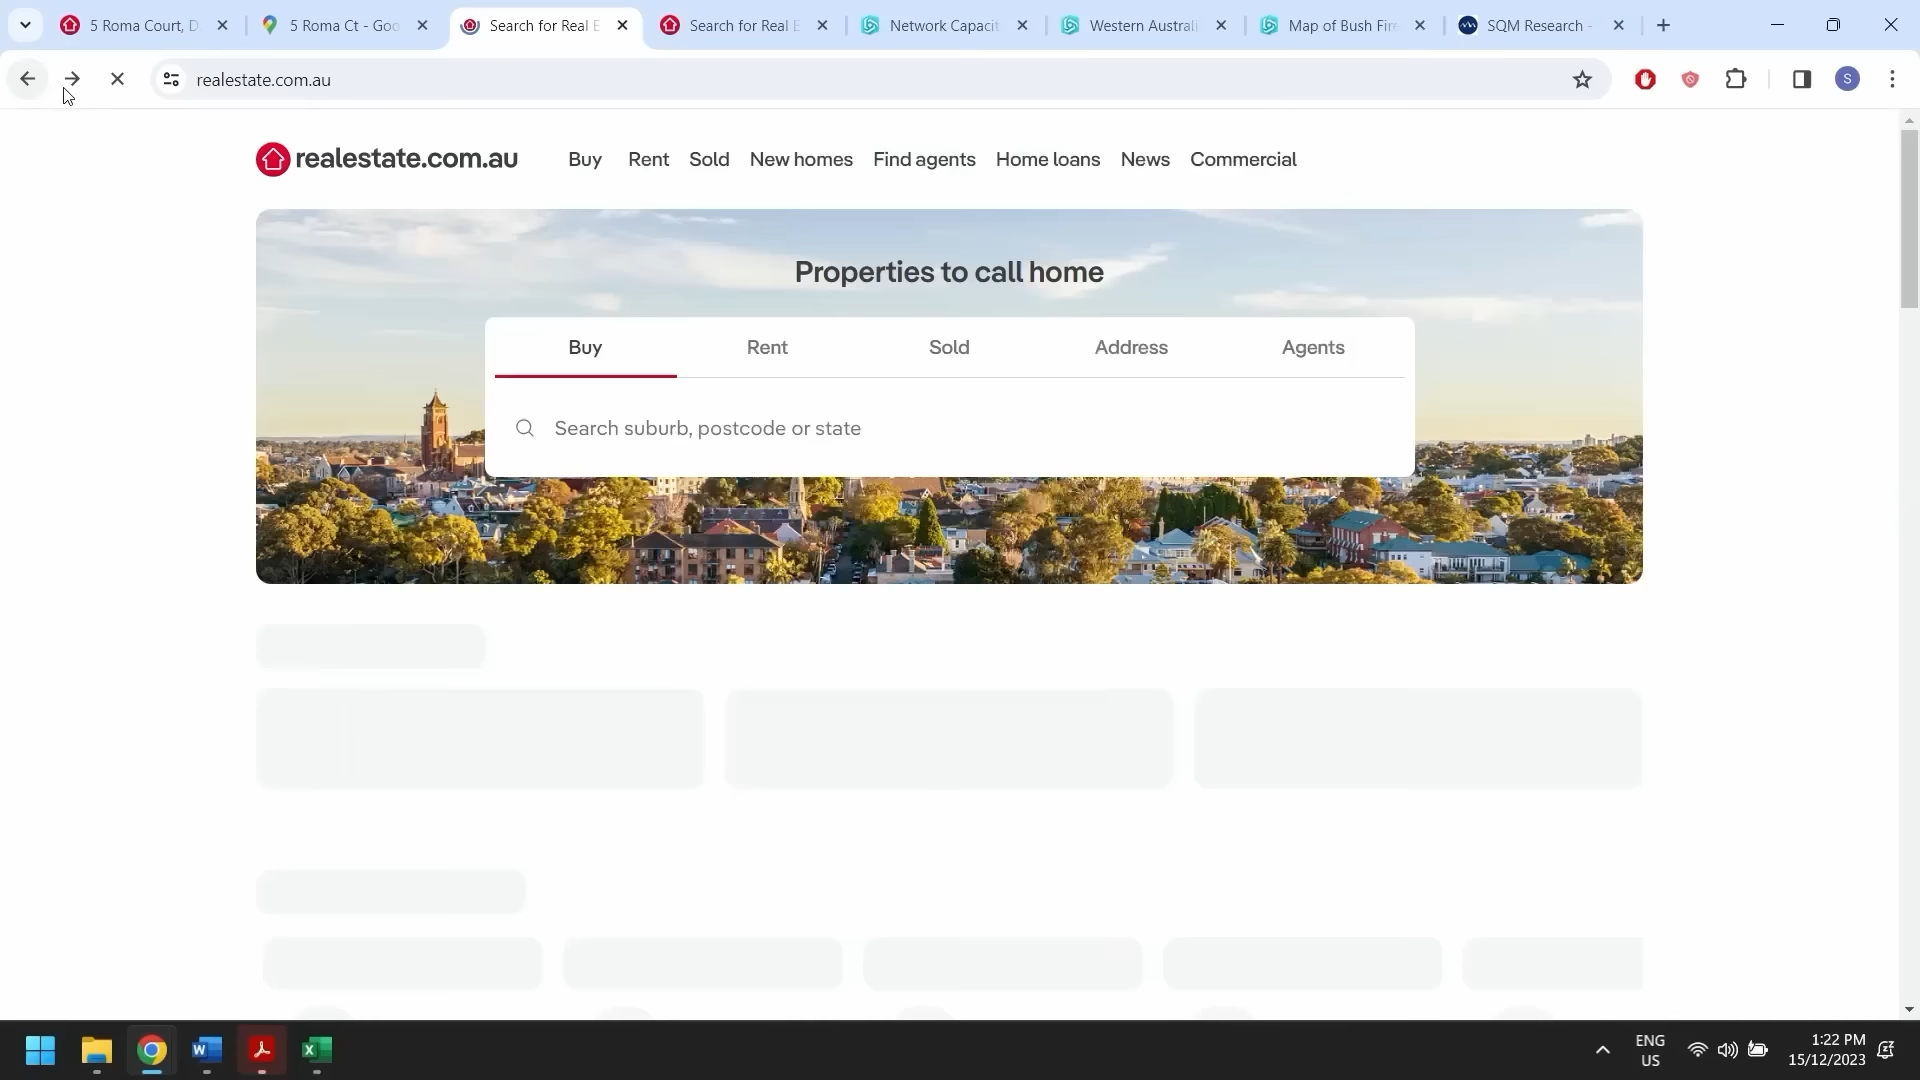 5 Roma Court, D
5 Roma Ct - Goo
Search for Real E
Search for Real E
Network Capacit
Western Australi
Map of Bush Fire
SQM Research -
realestate.com.au
S
realestate.com.au
Buy
Rent
Sold
New homes
Find agents
Home loans
News
Commercial
Properties to call home
Buy
Rent
Sold
Address
Agents
Search suburb, postcode or state
ENG
US
1:22 PM
15/12/2023